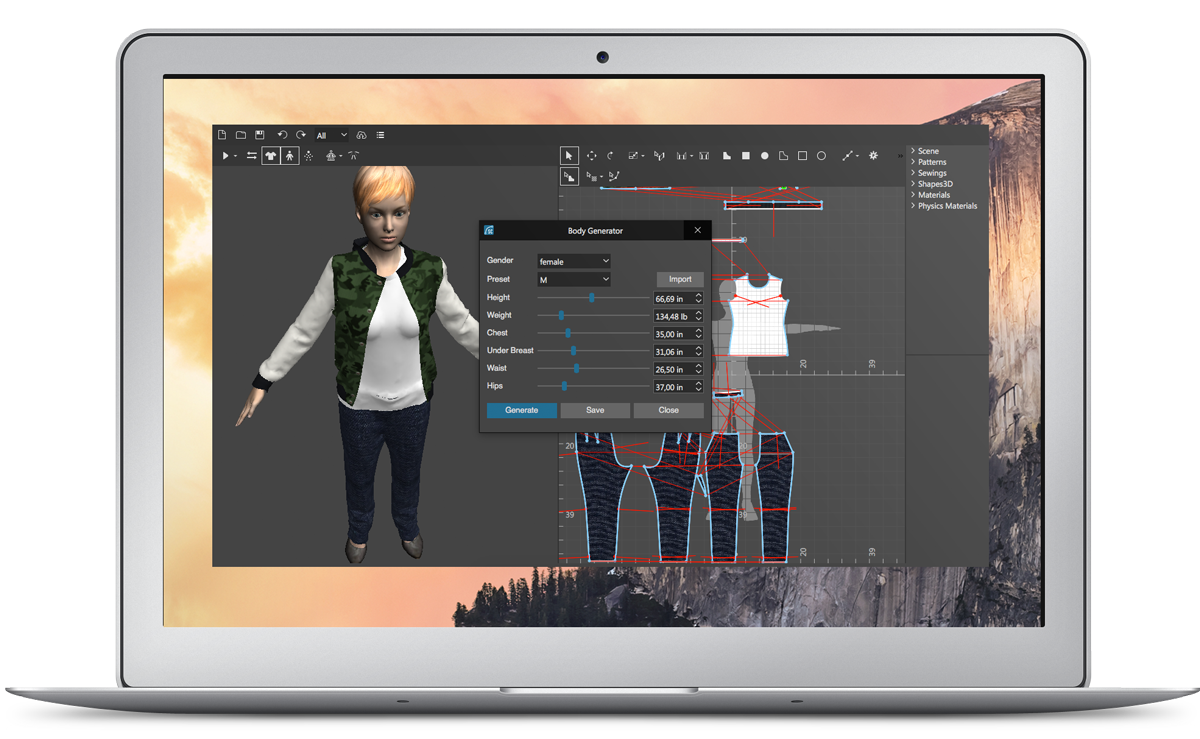 All
Scene
Patterns
Sewings
Shapes3D
Materials
Physics Materials
Body Generator
Gender female
Preset M Import
Height 66,69 in
Weight 134,48 lb
Chest 35,00 in
Under Breast 31,06 in
Waist 26,50 in
Hips 37,00 in
Generate Save Close
39
20
39
20
39
39
20
39